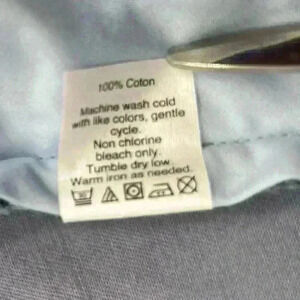 100% Coton
Machine wash cold
with like colors, gentle
cycle.
Non chlorine
bleach only.
Tumble dry low.
Warm iron as needed.